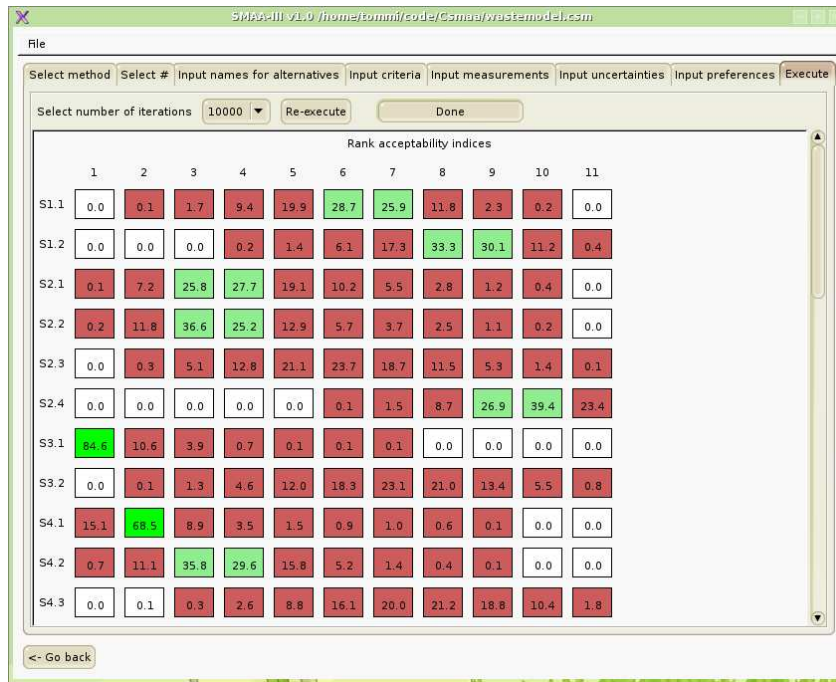 SMAA-III v1.0 /home/tommi/code/Csmaa/wastemodel.csm
File
Select method Select # Input names for alternatives Input criteria Input measurements Input uncertainties Input preferences Execute
Select number of iterations 10000 Re-execute Done
Rank acceptability indices
1 2 3 4 5 6 7 8 9 10 11
S1.1 0.0 0.1 1.7 9.4 19.9 28.7 25.9 11.8 2.3 0.2 0.0
S1.2 0.0 0.0 0.0 0.2 1.4 6.1 17.3 33.3 30.1 11.2 0.4
S2.1 0.1 7.2 25.8 27.7 19.1 10.2 5.5 2.8 1.2 0.4 0.0
S2.2 0.2 11.8 36.6 25.2 12.9 5.7 3.7 2.5 1.1 0.2 0.0
S2.3 0.0 0.3 5.1 12.8 21.1 23.7 18.7 11.5 5.3 1.4 0.1
S2.4 0.0 0.0 0.0 0.0 0.0 0.1 1.5 8.7 26.9 39.4 23.4
S3.1 84.6 10.6 3.9 0.7 0.1 0.1 0.1 0.0 0.0 0.0 0.0
S3.2 0.0 0.1 1.3 4.6 12.0 18.3 23.1 21.0 13.4 5.5 0.8
S4.1 15.1 68.5 8.9 3.5 1.5 0.9 1.0 0.6 0.1 0.0 0.0
S4.2 0.7 11.1 35.8 29.6 15.8 5.2 1.4 0.4 0.1 0.0 0.0
S4.3 0.0 0.1 0.3 2.6 8.8 16.1 20.0 21.2 18.8 10.4 1.8
<- Go back